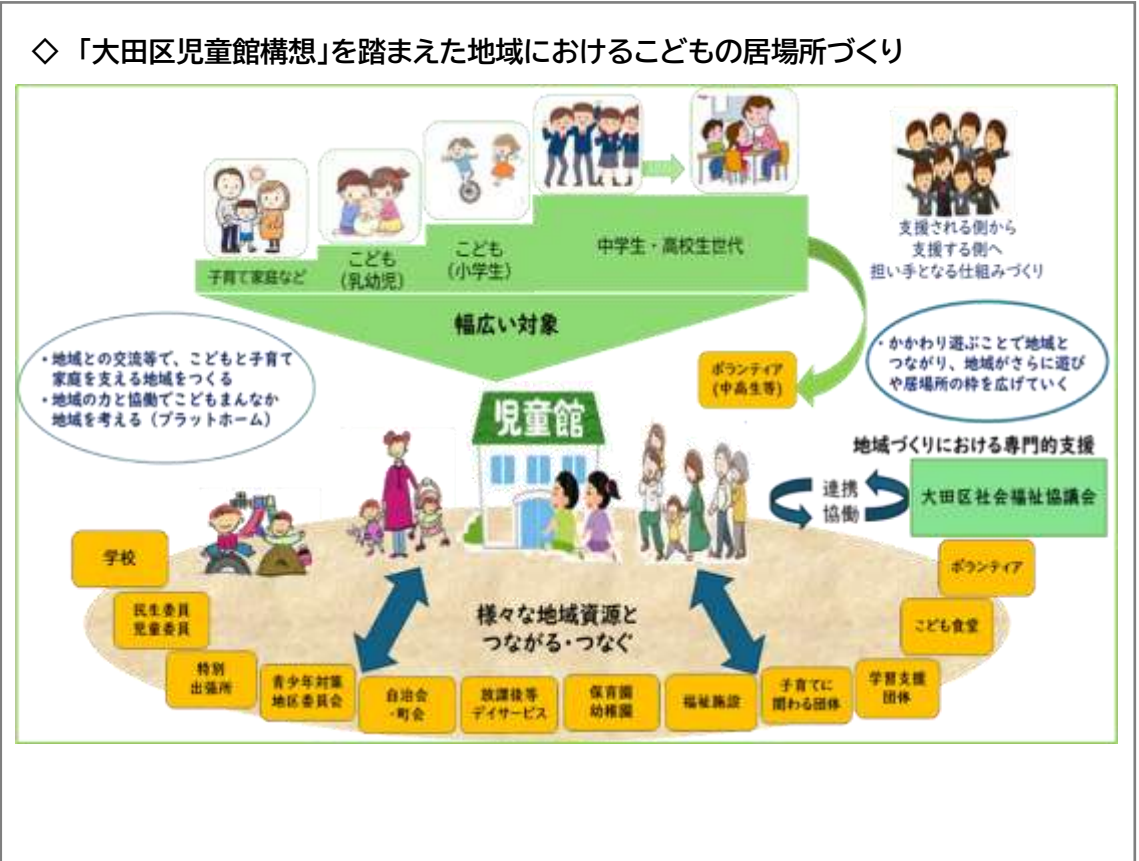 ◇ 「大田区児童館構想」を踏まえた地域におけるこどもの居場所づくり
子育て家庭など
こども
(乳幼児)
こども
(小学生)
中学生・高校生世代
支援される側から
支援する側へ
担い手となる仕組みづくり
幅広い対象
・地域との交流等で、こどもと子育て
家庭を支える地域をつくる
・地域の力と協働でこどもまんなか
地域を考える（プラットホーム）
ボランティア
(中高生等)
・かかわり遊ぶことで地域と
つながり、地域がさらに遊び
や居場所の枠を広げていく
児童館
地域づくりにおける専門的支援
連携
協働
大田区社会福祉協議会
学校
民生委員
児童委員
特別
出張所
青少年対策
地区委員会
自治会
・町会
放課後等
デイサービス
保育園
幼稚園
福祉施設
子育てに
関わる団体
学習支援
団体
こども食堂
ボランティア
様々な地域資源と
つながる・つなぐ